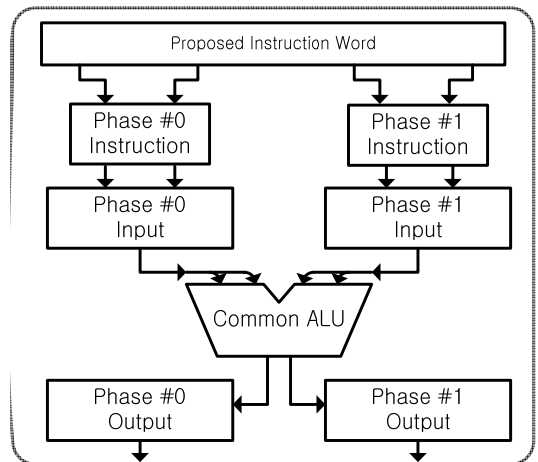 Proposed Instruction Word
Phase #0
Instruction
Phase #1
Instruction
Phase #0
Input
Phase #1
Input
Common ALU
Phase #0
Output
Phase #1
Output